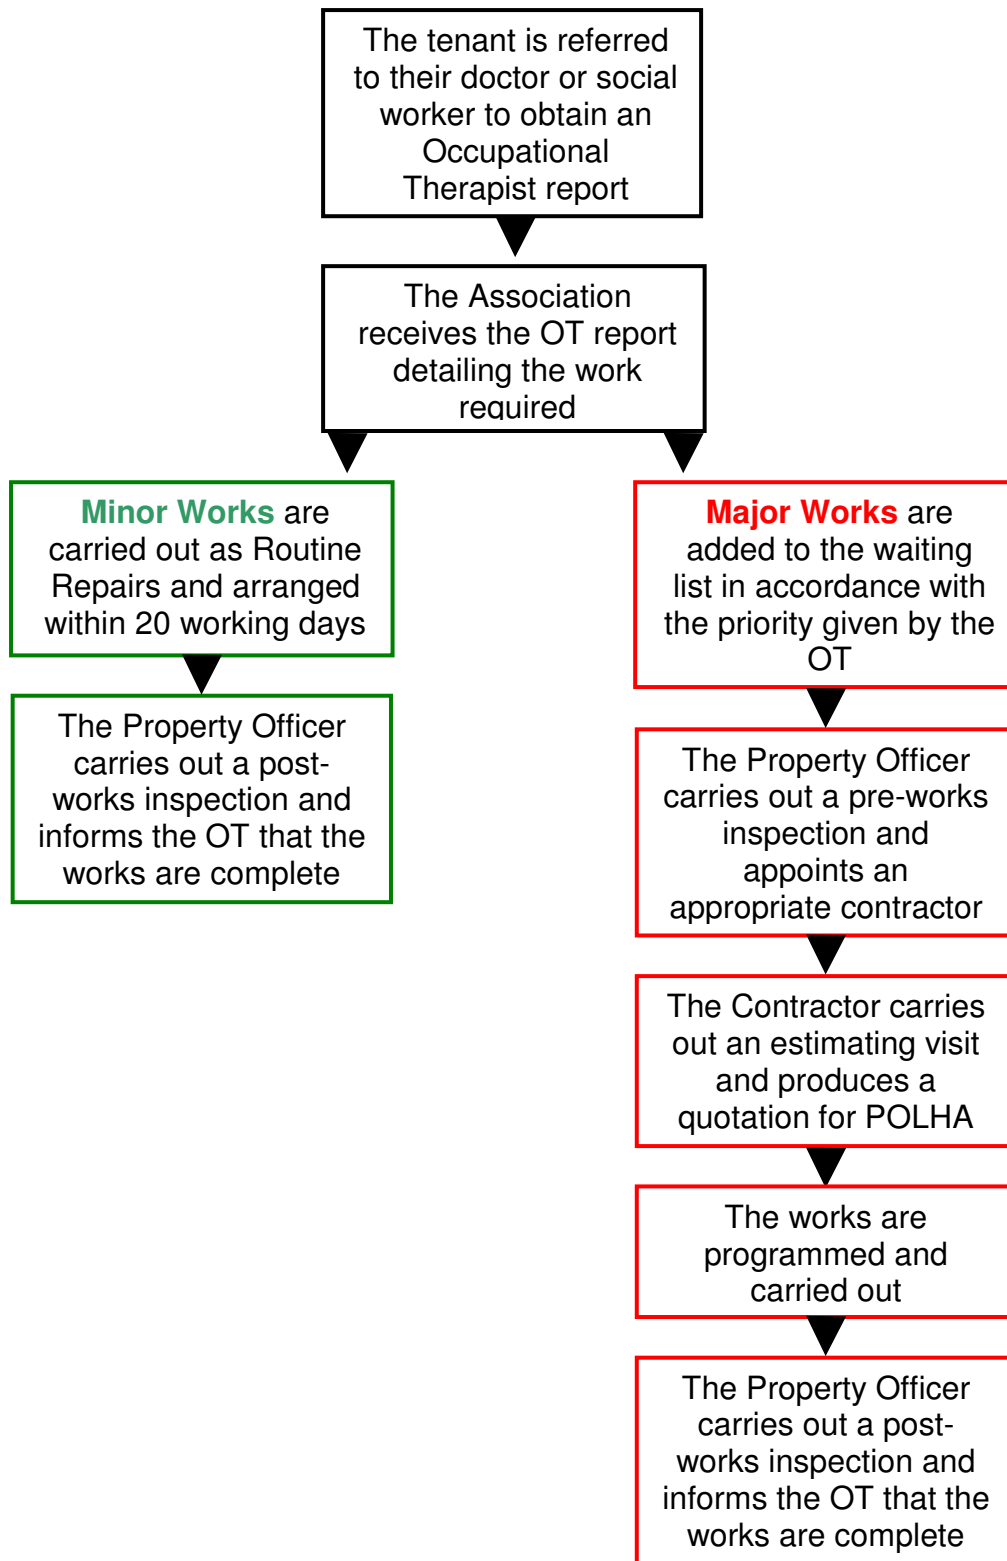 The tenant is referred
to their doctor or social
worker to obtain an
Occupational
Therapist report
The Association
receives the OT report
detailing the work
required
Minor Works are
carried out as Routine
Repairs and arranged
within 20 working days
The Property Officer
carries out a post-
works inspection and
informs the OT that the
works are complete
Major Works are
added to the waiting
list in accordance with
the priority given by the
OT
The Property Officer
carries out a pre-works
inspection and
appoints an
appropriate contractor
The Contractor carries
out an estimating visit
and produces a
quotation for POLHA
The works are
programmed and
carried out
The Property Officer
carries out a post-
works inspection and
informs the OT that the
works are complete